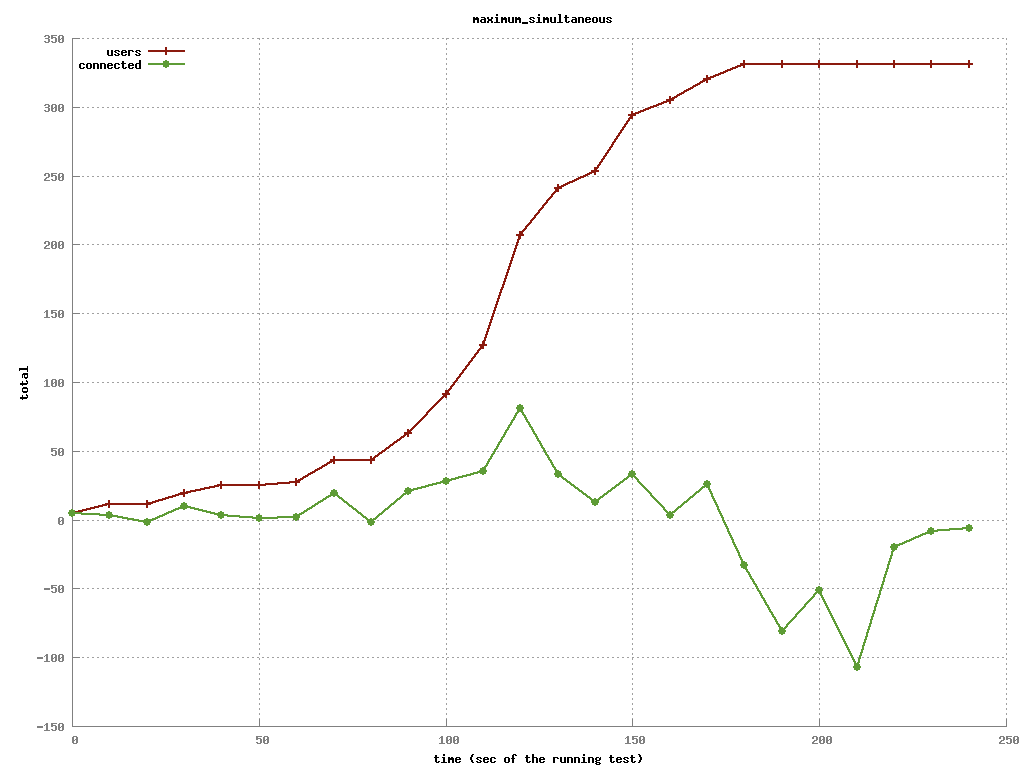 maximum_simultaneous
350
users
connected
300
250
200
150
total
100
50
0
-50
-100
-150
0 50 100 150 200 250
time (sec of the running test)